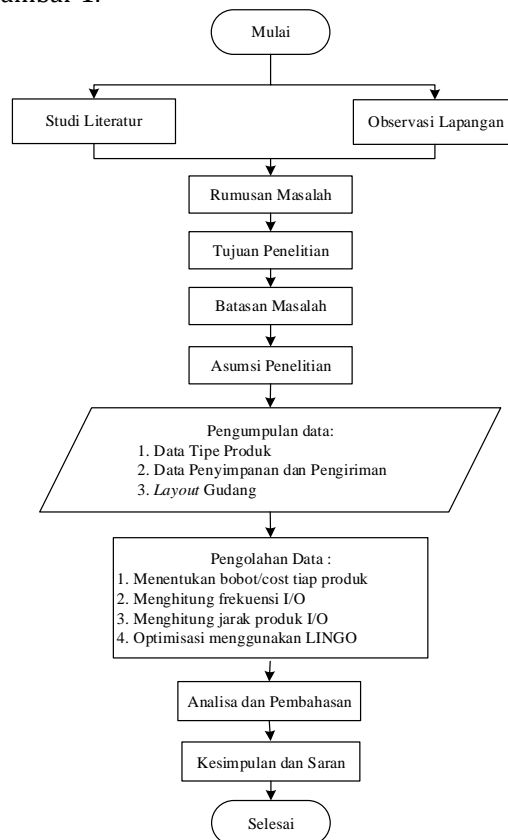 Mulai
Studi Literatur
Observasi Lapangan
Rumusan Masalah
Tujuan Penelitian
Batasan Masalah
Asumsi Penelitian
Pengumpulan data:
1. Data Tipe Produk
2. Data Penyimpanan dan Pengiriman
3. Layout Gudang
Pengolahan Data :
1. Menentukan bobot/cost tiap produk
2. Menghitung frekuensi I/O
3. Menghitung jarak produk I/O
4. Optimisasi menggunakan LINGO
Analisa dan Pembahasan
Kesimpulan dan Saran
Selesai